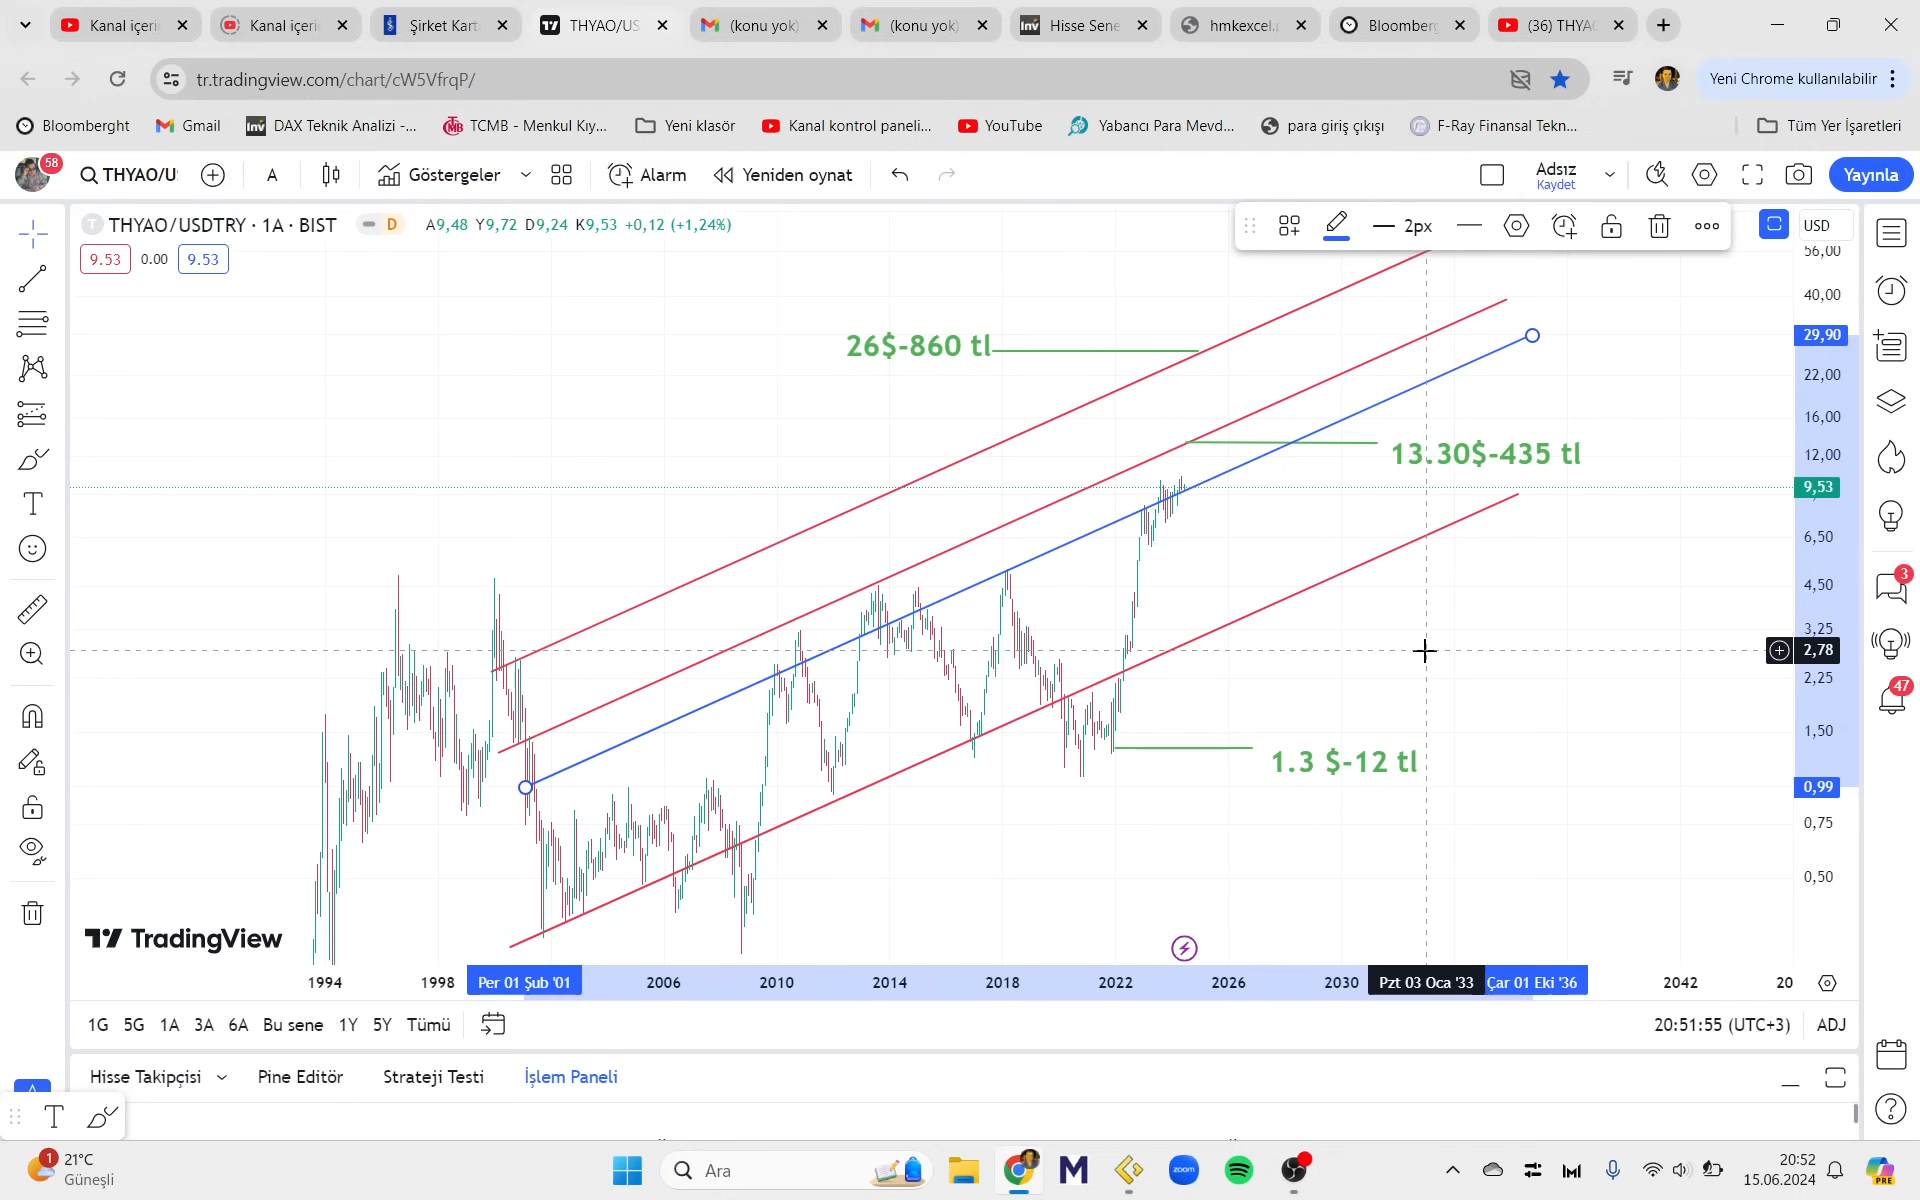 Kanal içeri
Kanal içeri
Şirket Kart
THYAO/US
(konu yok)
(konu yok)
Hisse Sene
hmkexcel.
Bloomberg
(36) THYA
tr.tradingview.com/chart/cW5VfrqP/
Yeni Chrome kullanılabilir
Bloomberght
Gmail
DAX Teknik Analizi -...
TCMB - Menkul Kıy...
Yeni klasör
Kanal kontrol paneli...
YouTube
Yabancı Para Mevd...
para giriş çıkışı
F-Ray Finansal Tekn...
Tüm Yer İşaretleri
58
THYAO/U
A
Göstergeler
Alarm
Yeniden oynat
Adsız
Kaydet
Yayınla
THYAO/USDTRY · 1A · BIST
D
A9,48 Y9,72 D9,24 K9,53 +0,12 (+1,24%)
2px
USD
9.53
0.00
9.53
56,00
40,00
29,90
22,00
16,00
12,00
9,53
6,50
4,50
3,25
2,78
2,25
1,50
0,99
0,75
0,50
26$-860 tl
13.30$-435 tl
1.3 $-12 tl
3
47
TradingView
1994
1998
Per 01 Şub '01
2006
2010
2014
2018
2022
2026
2030
Pzt 03 Oca '33
Çar 01 Eki '36
2042
20
1G
5G
1A
3A
6A
Bu sene
1Y
5Y
Tümü
20:51:55 (UTC+3)
ADJ
Hisse Takipçisi
Pine Editör
Strateji Testi
İşlem Paneli
1
21°C
Güneşli
Ara
zoom
20:52
15.06.2024
PRE